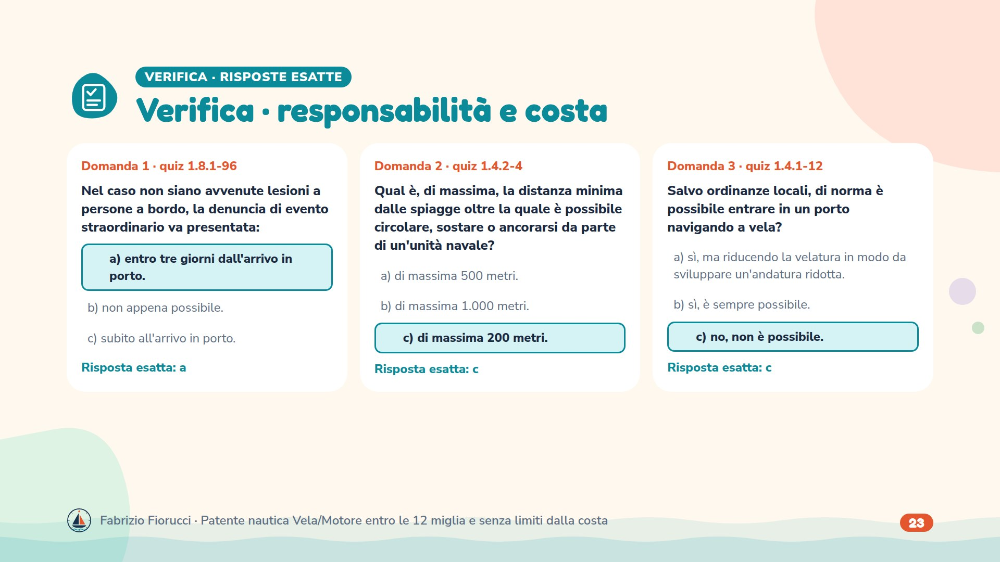 VERIFICA · RISPOSTE ESATTE
Verifica · responsabilità e costa
Domanda 1 · quiz 1.8.1-96
Nel caso non siano avvenute lesioni a
persone a bordo, la denuncia di evento
straordinario va presentata:
a) entro tre giorni dall'arrivo in
porto.
b) non appena possibile.
c) subito all'arrivo in porto.
Risposta esatta: a
Domanda 2 · quiz 1.4.2-4
Qual è, di massima, la distanza minima
dalle spiagge oltre la quale è possibile
circolare, sostare o ancorarsi da parte
di un'unità navale?
a) di massima 500 metri.
b) di massima 1.000 metri.
c) di massima 200 metri.
Risposta esatta: c
Domanda 3 · quiz 1.4.1-12
Salvo ordinanze locali, di norma è
possibile entrare in un porto
navigando a vela?
a) sì, ma riducendo la velatura in modo da
sviluppare un'andatura ridotta.
b) sì, è sempre possibile.
c) no, non è possibile.
Risposta esatta: c
Fabrizio Fiorucci · Patente nautica Vela/Motore entro le 12 miglia e senza limiti dalla costa
23